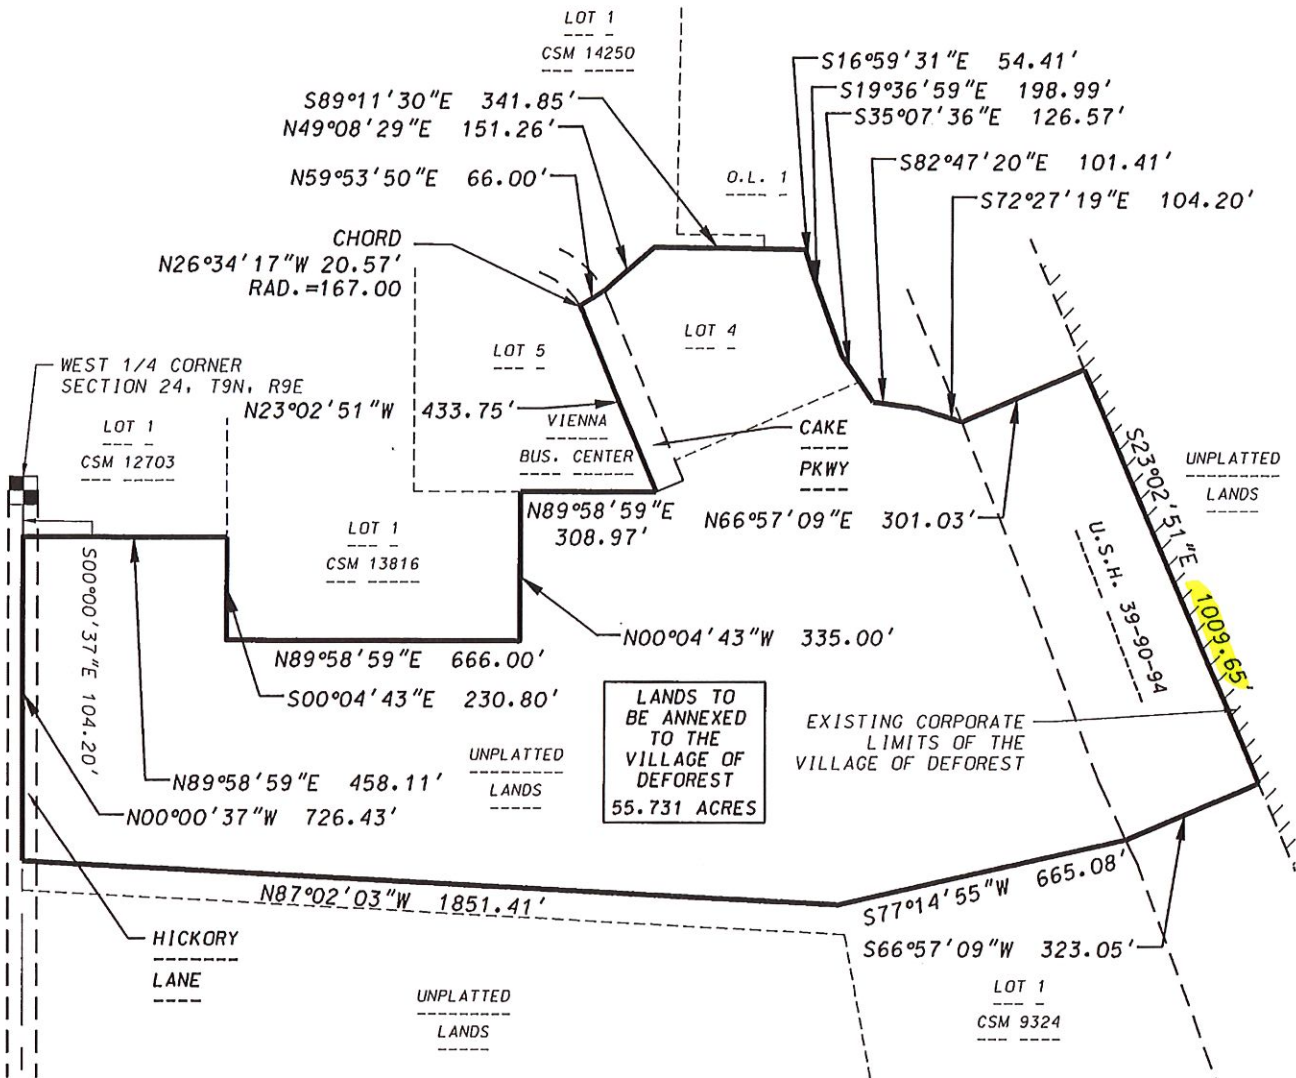 LOT 1
CSM 14250
S89°11'30"E 341.85'
N49°08'29"E 151.26'
N59°53'50"E 66.00'
CHORD
N26°34'17"W 20.57'
RAD.=167.00
S16°59'31"E 54.41'
S19°36'59"E 198.99'
S35°07'36"E 126.57'
S82°47'20"E 101.41'
S72°27'19"E 104.20'
O.L. 1
LOT 4
LOT 5
WEST 1/4 CORNER
SECTION 24, T9N, R9E
N23°02'51"W 433.75'
LOT 1
CSM 12703
VIENNA
BUS. CENTER
CAKE
PKWY
N89°58'59"E
308.97'
N66°57'09"E 301.03'
S23°02'51"E 1009.65'
UNPLATTED
LANDS
U.S.H. 39-90-94
LOT 1
CSM 13816
S00°00'37"E 104.20'
N00°04'43"W 335.00'
N89°58'59"E 666.00'
S00°04'43"E 230.80'
LANDS TO
BE ANNEXED
TO THE
VILLAGE OF
DEFOREST
55.731 ACRES
EXISTING CORPORATE
LIMITS OF THE
VILLAGE OF DEFOREST
UNPLATTED
LANDS
N89°58'59"E 458.11'
N00°00'37"W 726.43'
N87°02'03"W 1851.41'
S77°14'55"W 665.08'
S66°57'09"W 323.05'
HICKORY
LANE
UNPLATTED
LANDS
LOT 1
CSM 9324